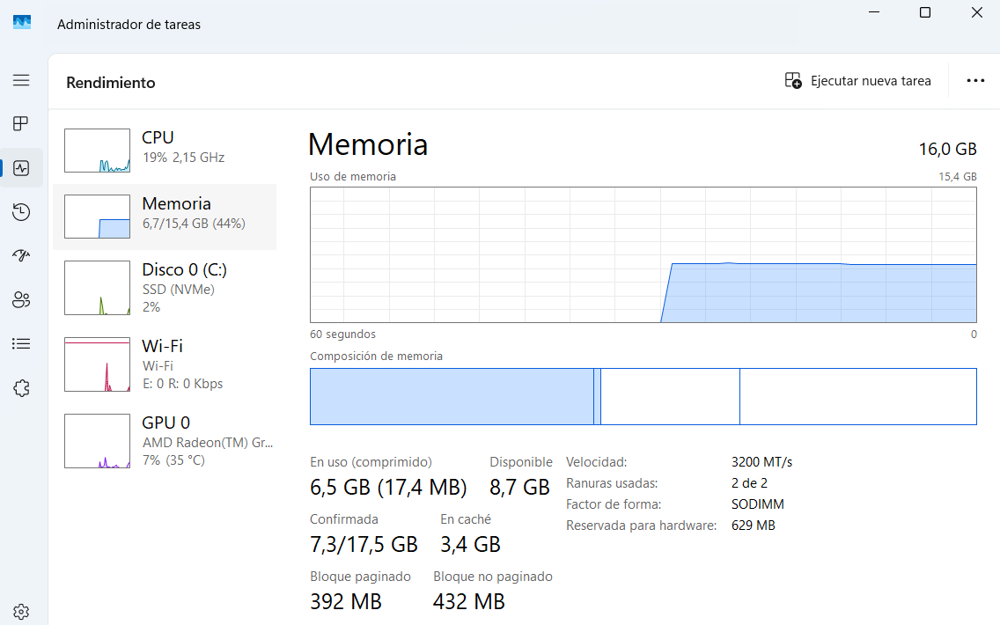 Administrador de tareas
Rendimiento
Ejecutar nueva tarea
CPU
19% 2,15 GHz
Memoria
6,7/15,4 GB (44%)
Disco 0 (C:)
SSD (NVMe)
2%
Wi-Fi
Wi-Fi
E: 0 R: 0 Kbps
GPU 0
AMD Radeon(TM) Gr...
7% (35 °C)
Memoria
16,0 GB
Uso de memoria
15,4 GB
60 segundos
0
Composición de memoria
En uso (comprimido)
6,5 GB (17,4 MB)
Disponible
8,7 GB
Confirmada
7,3/17,5 GB
En caché
3,4 GB
Bloque paginado
392 MB
Bloque no paginado
432 MB
Velocidad: 3200 MT/s
Ranuras usadas: 2 de 2
Factor de forma: SODIMM
Reservada para hardware: 629 MB